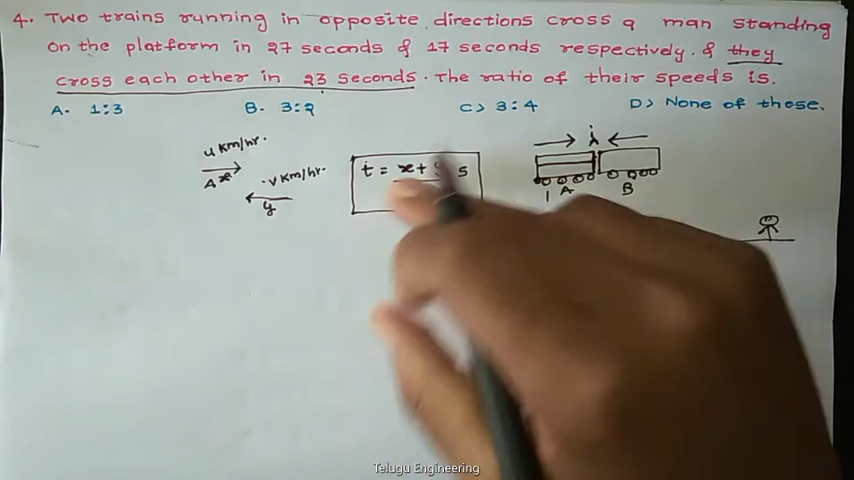 4. Two trains running in opposite directions cross a man standing
on the platform in 27 seconds & 17 seconds respectively. & they
cross each other in 23 seconds. The ratio of their speeds is.
A. 1:3 B. 3:2 C> 3:4 D> None of these.
u km/hr.
A x
v km/hr.
y
t = x+ s
A B
Telugu Engineering